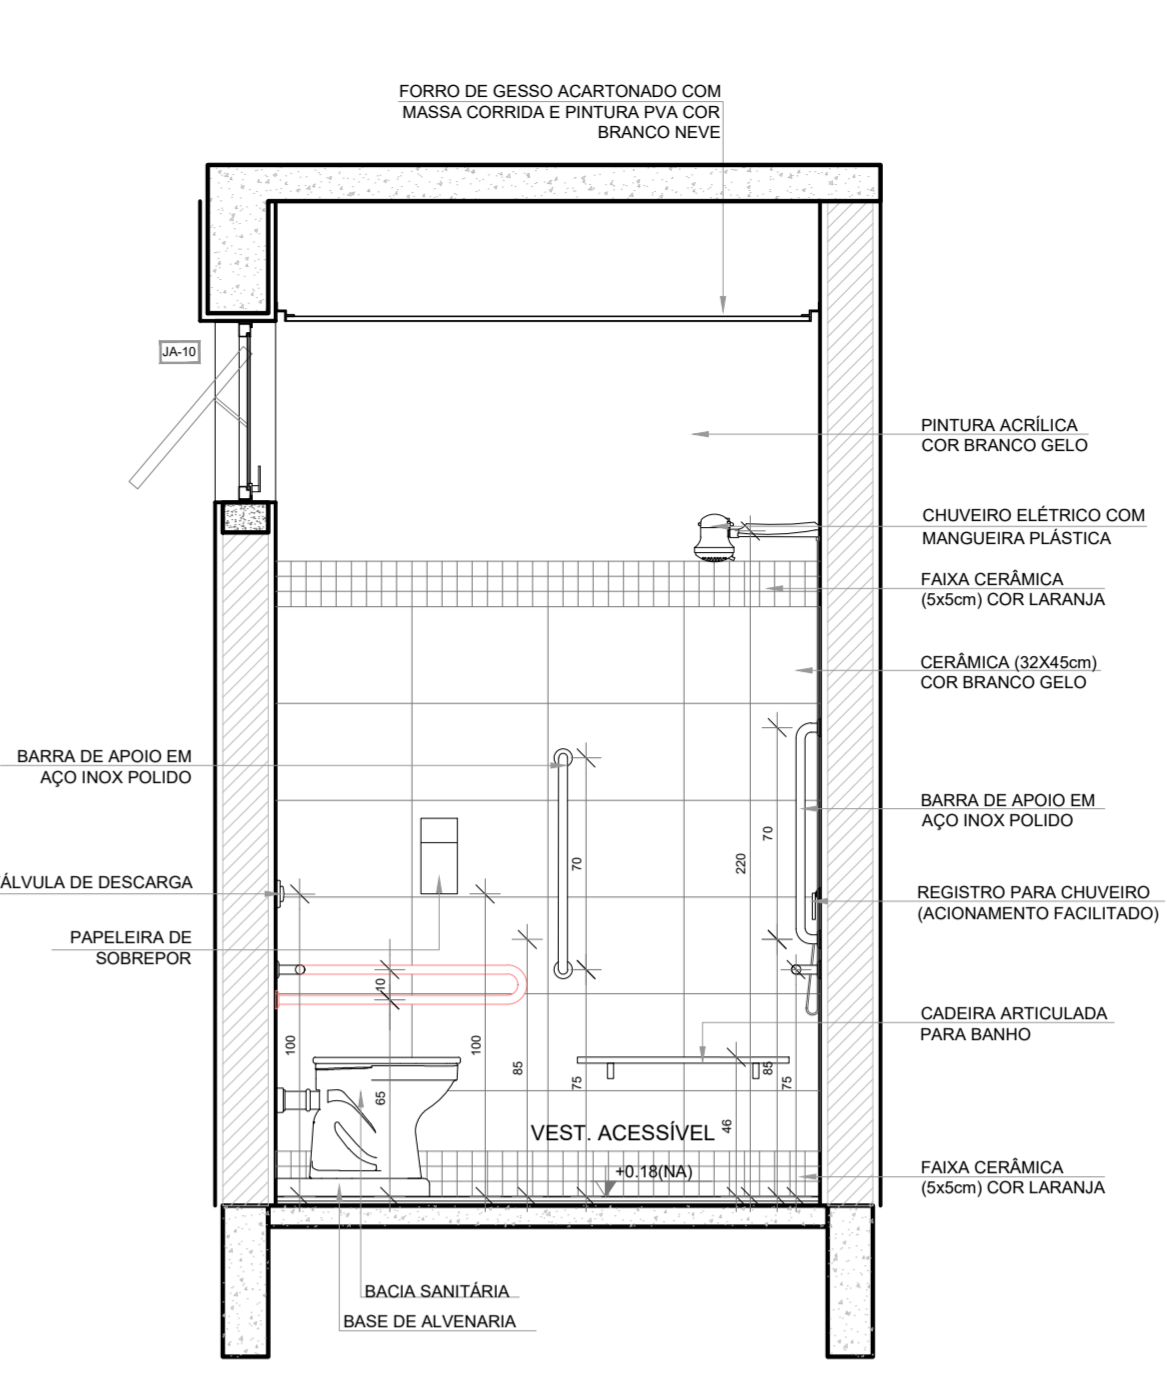 FORRO DE GESSO ACARTONADO COM
MASSA CORRIDA E PINTURA PVA COR
BRANCO NEVE
JA-10
PINTURA ACRÍLICA
COR BRANCO GELO
CHUVEIRO ELÉTRICO COM
MANGUEIRA PLÁSTICA
FAIXA CERÂMICA
(5x5cm) COR LARANJA
CERÂMICA (32X45cm)
COR BRANCO GELO
BARRA DE APOIO EM
AÇO INOX POLIDO
BARRA DE APOIO EM
AÇO INOX POLIDO
70
220
70
ÁLVULA DE DESCARGA
REGISTRO PARA CHUVEIRO
(ACIONAMENTO FACILITADO)
PAPELEIRA DE
SOBREPOR
10
CADEIRA ARTICULADA
PARA BANHO
100
100
85
75
85
75
65
46
VEST. ACESSÍVEL
+0.18(NA)
FAIXA CERÂMICA
(5x5cm) COR LARANJA
BACIA SANITÁRIA
BASE DE ALVENARIA